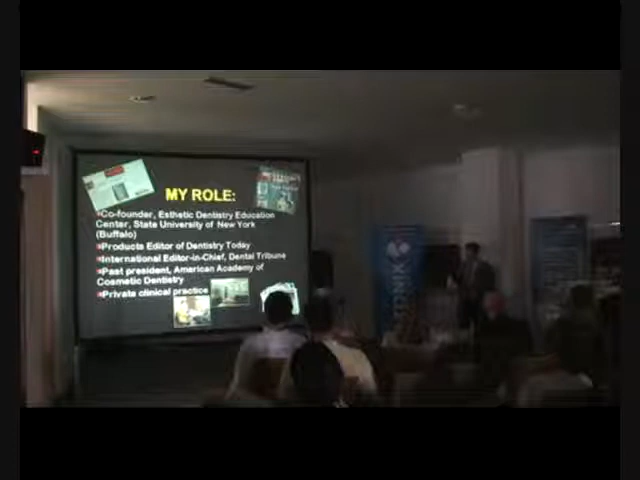 MY ROLE:
Co-founder, Esthetic Dentistry Education
Center, State University of New York
(Buffalo)
Products Editor of Dentistry Today
International Editor-in-Chief, Dental Tribune
Past president, American Academy of
Cosmetic Dentistry
Private clinical practice